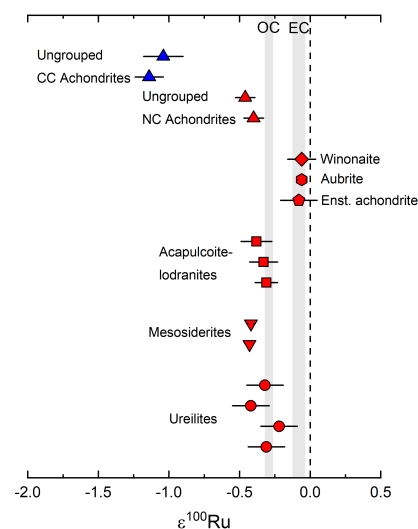 OC EC
Ungrouped
CC Achondrites
Ungrouped
NC Achondrites
Winonaite
Aubrite
Enst. achondrite
Acapulcoite-
lodranites
Mesosiderites
Ureilites
-2.0 -1.5 -1.0 -0.5 0.0 0.5
ε¹⁰⁰Ru